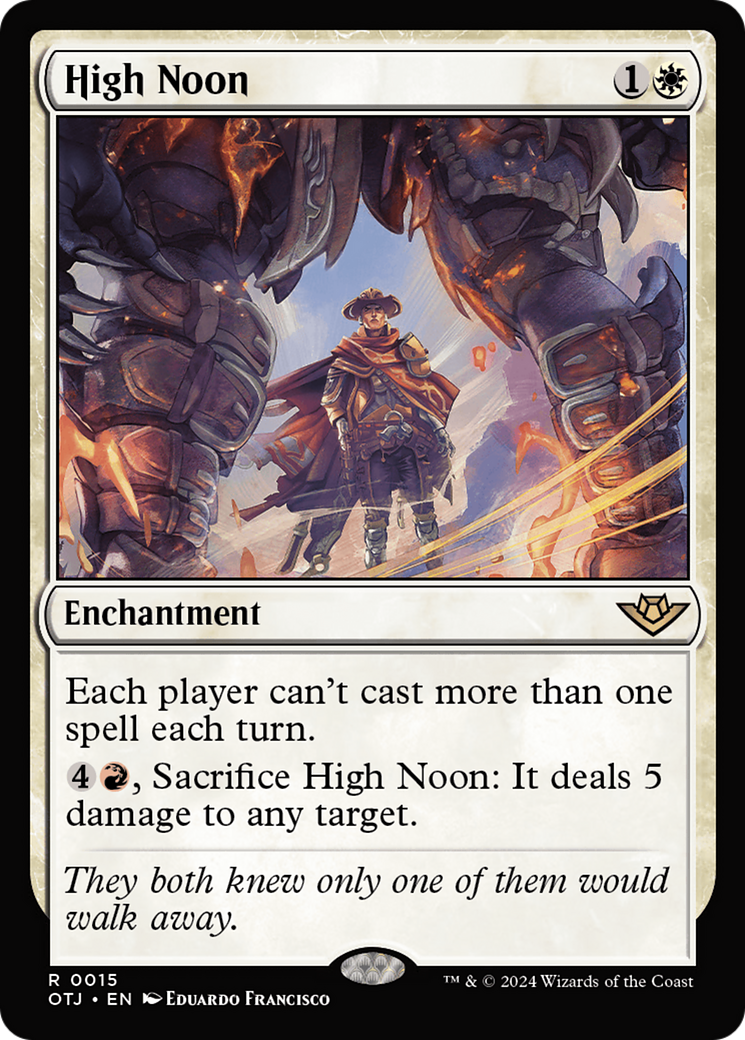 High Noon 1
Enchantment
Each player can't cast more than one
spell each turn.
4, Sacrifice High Noon: It deals 5
damage to any target.
They both knew only one of them would
walk away.
R 0015
OTJ • EN Eduardo Francisco
™ & © 2024 Wizards of the Coast